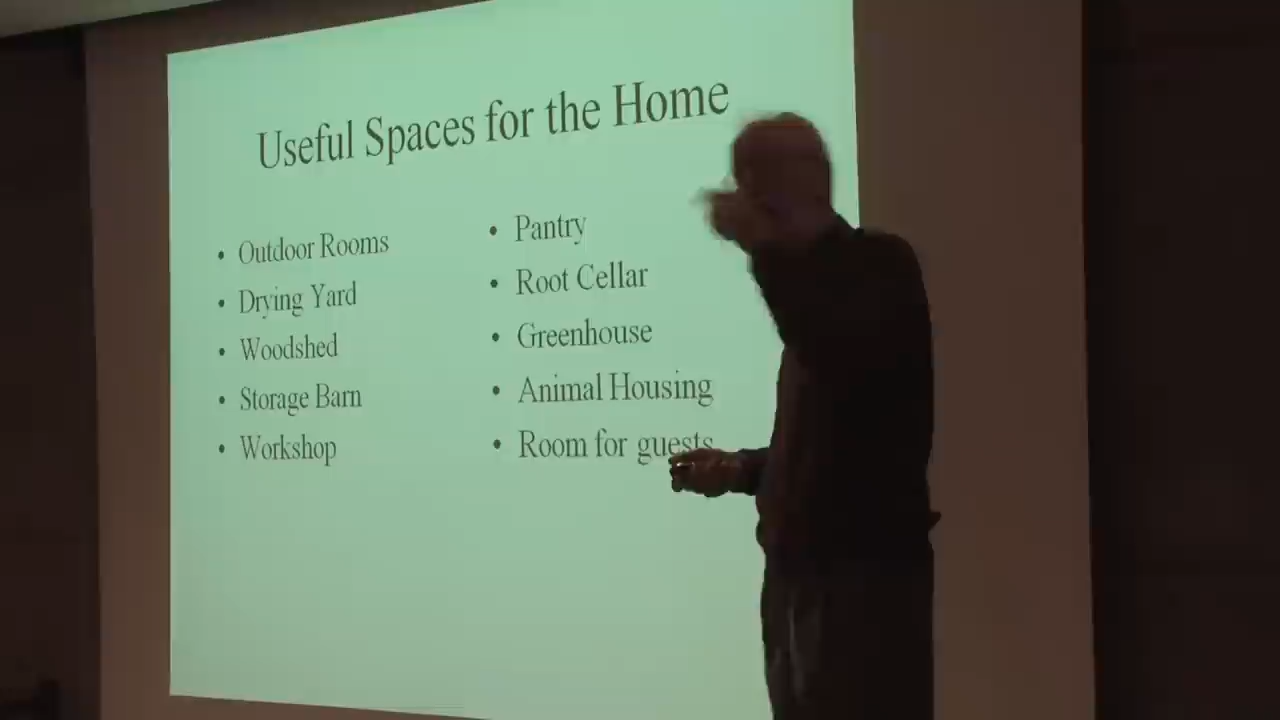 Useful Spaces for the Home
• Outdoor Rooms
• Drying Yard
• Woodshed
• Storage Barn
• Workshop
• Pantry
• Root Cellar
• Greenhouse
• Animal Housing
• Room for guests